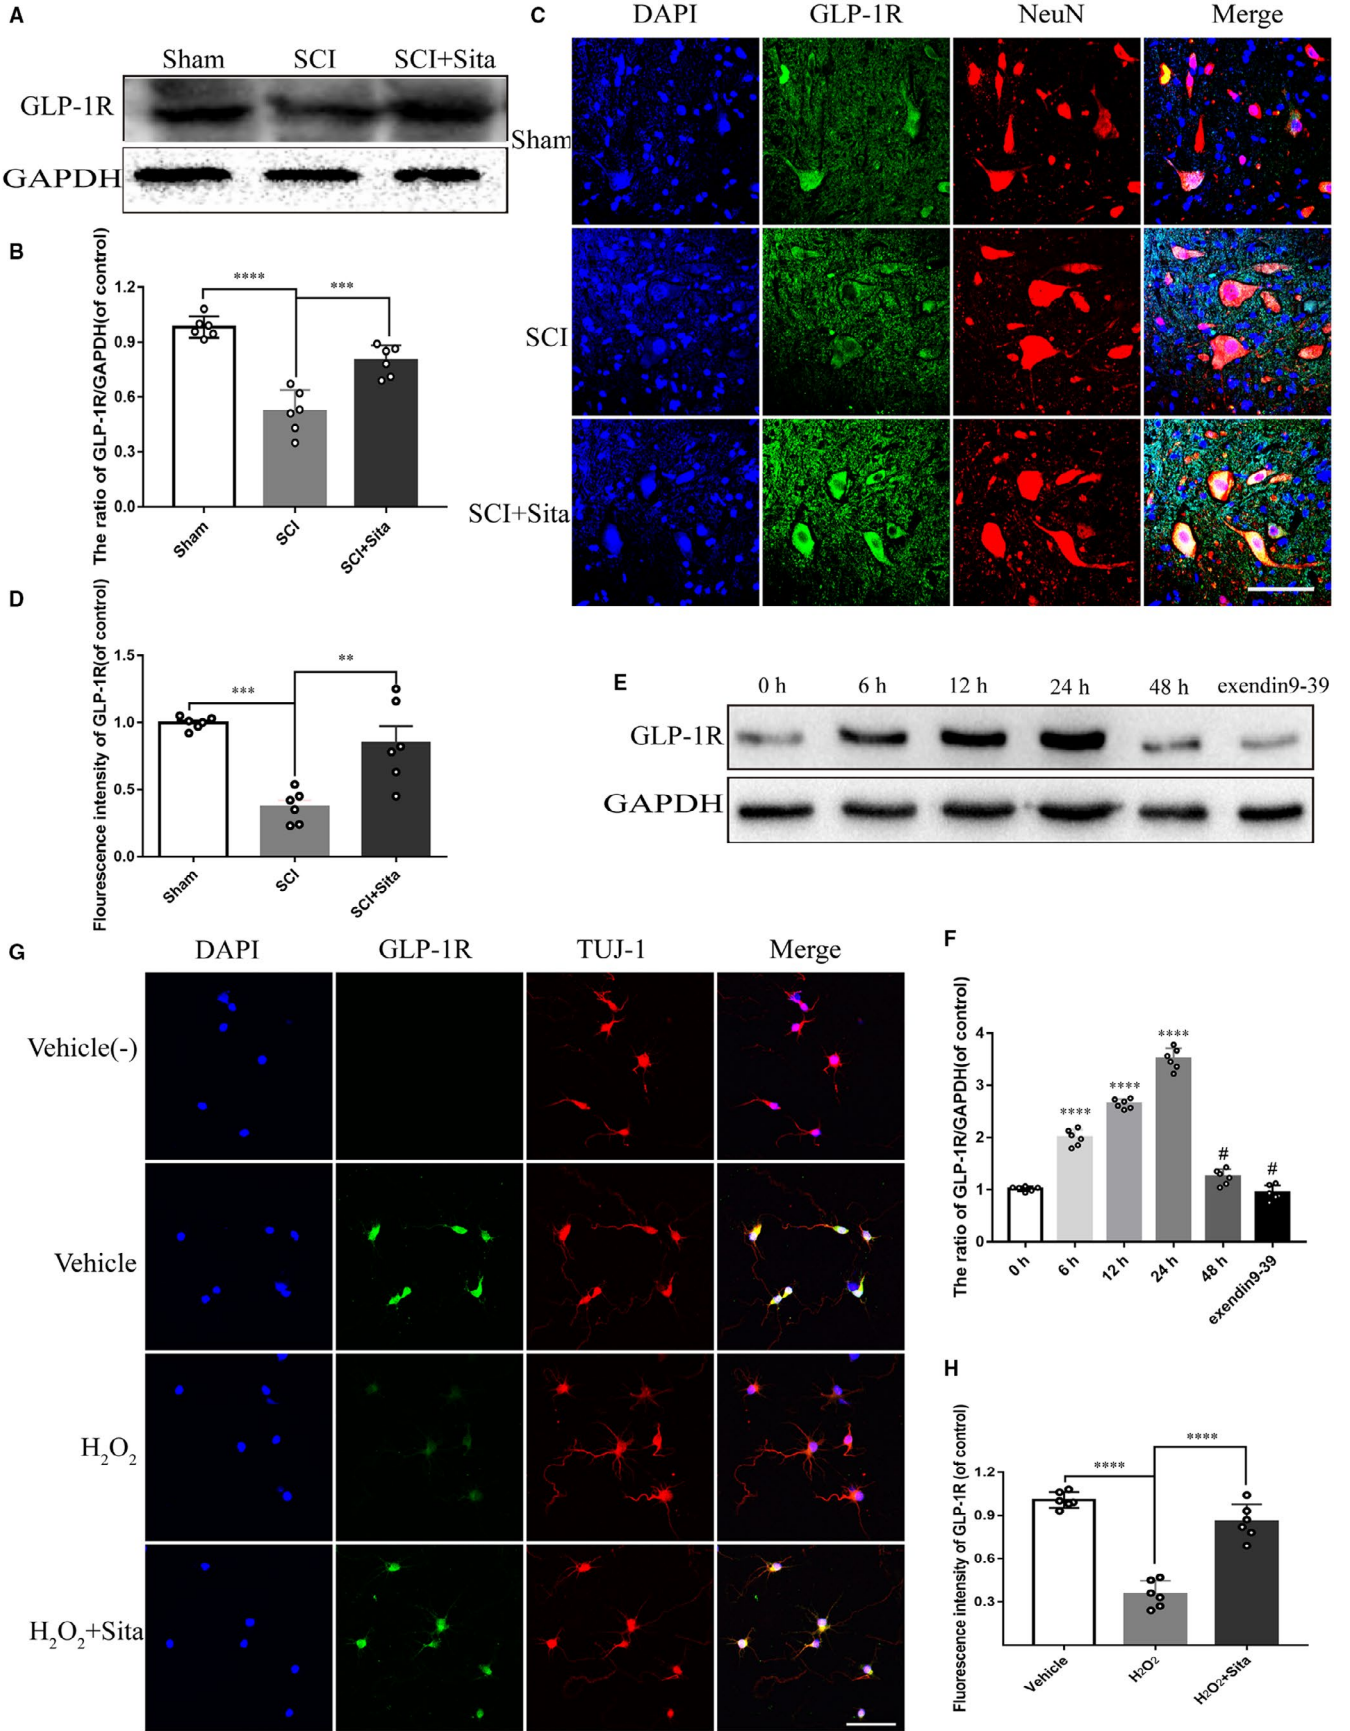 A
Sham SCI SCI+Sita
GLP-1R
GAPDH
B
The ratio of GLP-1R/GAPDH(of control)
1.2
0.9
0.6
0.3
0.0
**** ***
Sham SCI SCI+Sita
C
DAPI GLP-1R NeuN Merge
Sham
SCI
SCI+Sita
D
Flourescence intensity of GLP-1R(of control)
1.5
1.0
0.5
0.0
*** **
Sham SCI SCI+Sita
E
0 h 6 h 12 h 24 h 48 h exendin9-39
GLP-1R
GAPDH
G
DAPI GLP-1R TUJ-1 Merge
Vehicle(-)
Vehicle
H₂O₂
H₂O₂+Sita
F
The ratio of GLP-1R/GAPDH(of control)
4
3
2
1
0
**** **** **** # #
0 h 6 h 12 h 24 h 48 h exendin9-39
H
Fluorescence intensity of GLP-1R (of control)
1.2
0.9
0.6
0.3
**** ****
Vehicle H₂O₂ H₂O₂+Sita